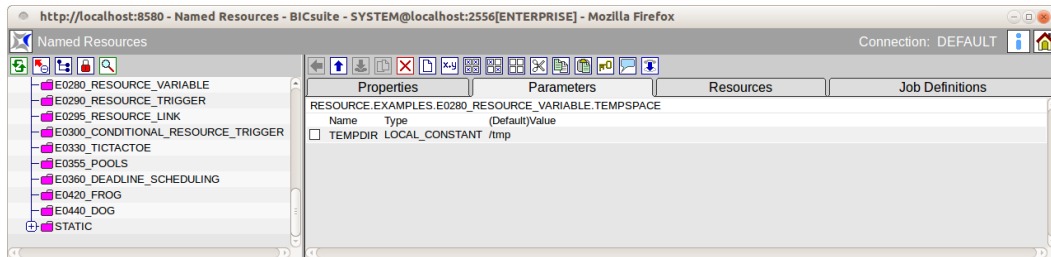 http://localhost:8580 - Named Resources - BICsuite - SYSTEM@localhost:2556[ENTERPRISE] - Mozilla Firefox
Named Resources Connection: DEFAULT
E0280_RESOURCE_VARIABLE
E0290_RESOURCE_TRIGGER
E0295_RESOURCE_LINK
E0300_CONDITIONAL_RESOURCE_TRIGGER
E0330_TICTACTOE
E0355_POOLS
E0360_DEADLINE_SCHEDULING
E0420_FROG
E0440_DOG
STATIC
Properties Parameters Resources Job Definitions
RESOURCE.EXAMPLES.E0280_RESOURCE_VARIABLE.TEMPSPACE
Name Type (Default)Value
TEMPDIR LOCAL_CONSTANT /tmp